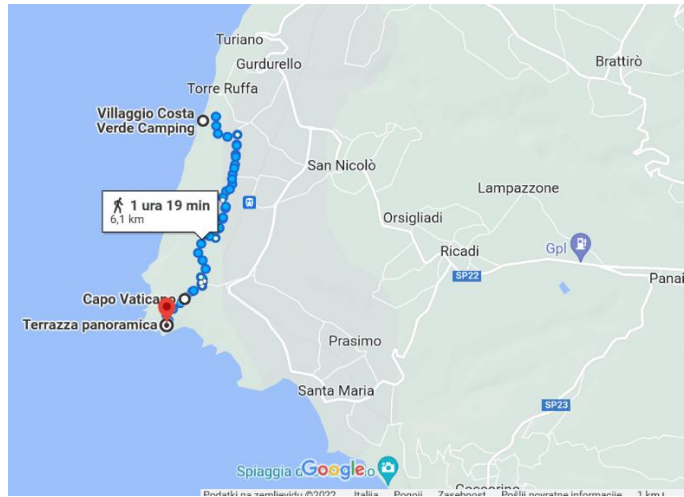 Turiano
Brattirò
Gurdurello
Torre Ruffa
Villaggio Costa
Verde Camping
San Nicolò
Lampazzone
1 ura 19 min
6,1 km
Orsigliadi
Ricadi
Gpl
SP22
Panai
Capo Vaticano
Terrazza panoramica
Prasimo
Santa Maria
SP23
Spiaggia d
Google
o
Podatki na zemljevidu ©2022 Italija Pogoji Zasebnost Pošlji povratne informacije 1 km